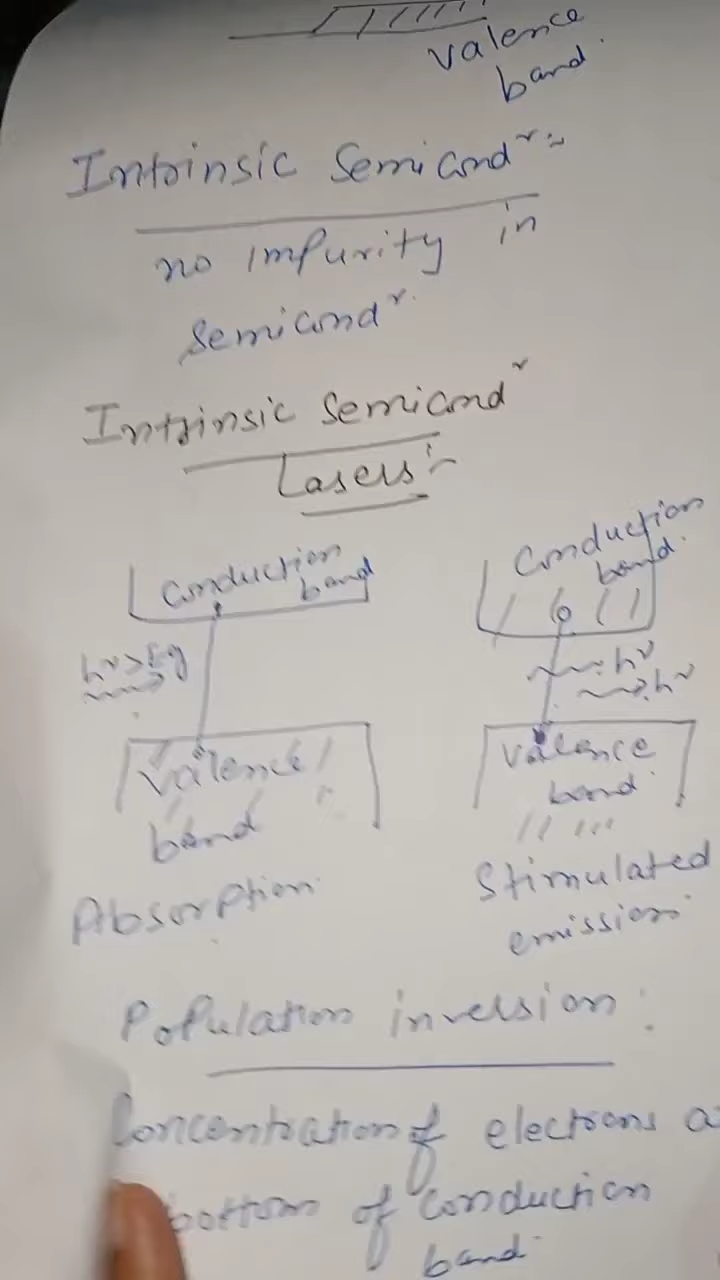 valence
band.
Intrinsic Semicondʳ:-
no impurity in
semicondʳ.
Intrinsic Semicondʳ
Lasers:-
Conduction
band
hν>Eg
Valence
band
Absorption.
Conduction
band.
hν
hν
Valence
band.
Stimulated
emission.
Population inversion:
Concentration of electrons a
bottom of conduction
band.